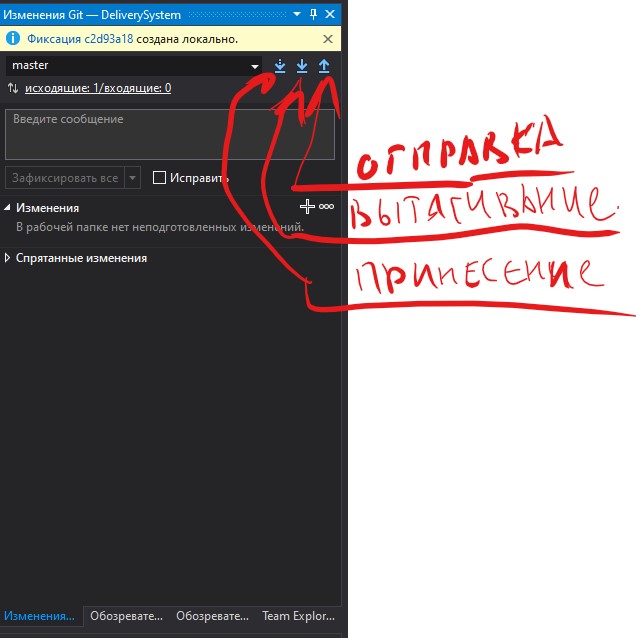 Изменения Git — DeliverySystem
Фиксация c2d93a18 создана локально.
master
исходящие: 1/входящие: 0
Введите сообщение
Зафиксировать все
Исправить
ОТПРАВКА
ВЫТАГИВЫНИЕ.
ПРИНЕСЕНИЕ
Изменения
В рабочей папке нет неподготовленных изменений.
Спрятанные изменения
Изменения... Обозревате... Обозревате... Team Explor...